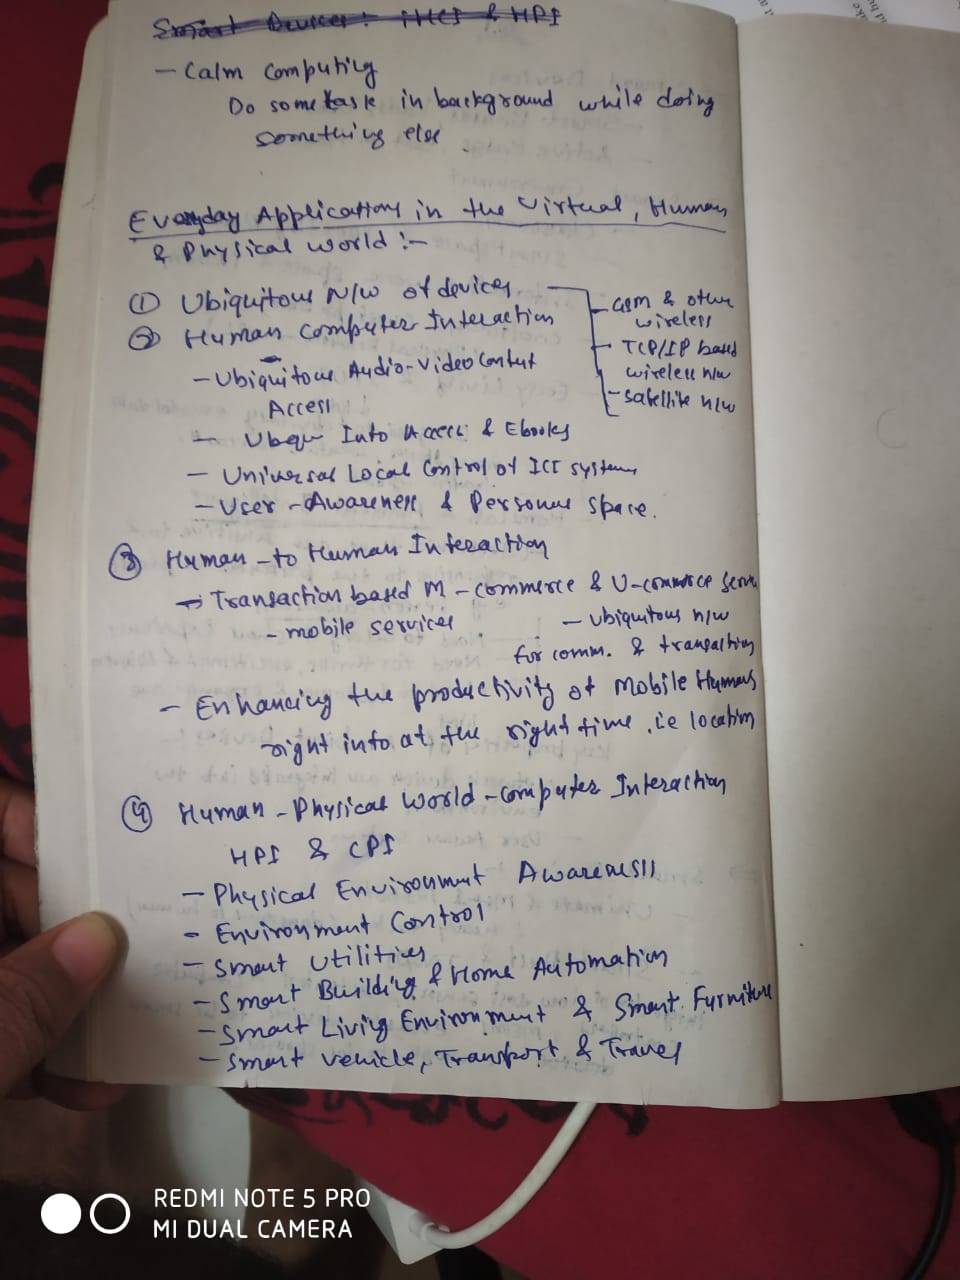 Smart Devices : iHCI & HPI
- Calm Computing
Do some task in background while doing
something else
Everyday Applications in the Virtual, Human
& Physical World :-
① Ubiquitous N/W of devices
- GSM & other
wireless
- TCP/IP based
wireless n/w
- Satellite n/w
② Human Computer Interaction
- Ubiquitous Audio-Video Content
Access
- Ubiqu Info Access & Ebooks
- Universal Local Control of ICT systems
- User-Awareness & Personal Space.
③ Human-to Human Interaction
→ Transaction based M-commerce & U-commerce
- mobile services
- Ubiquitous n/w
for comm. & transaction
- Enhancing the productivity of Mobile Humans
right info at the right time .i.e location
④ Human-Physical World-Computer Interaction
HPI & CPI
- Physical Environment Awareness
- Environment Control
- Smart Utilities
- Smart Building & Home Automation
- Smart Living Environment & Smart Furniture
- Smart Vehicle, Transport & Travel
REDMI NOTE 5 PRO
MI DUAL CAMERA